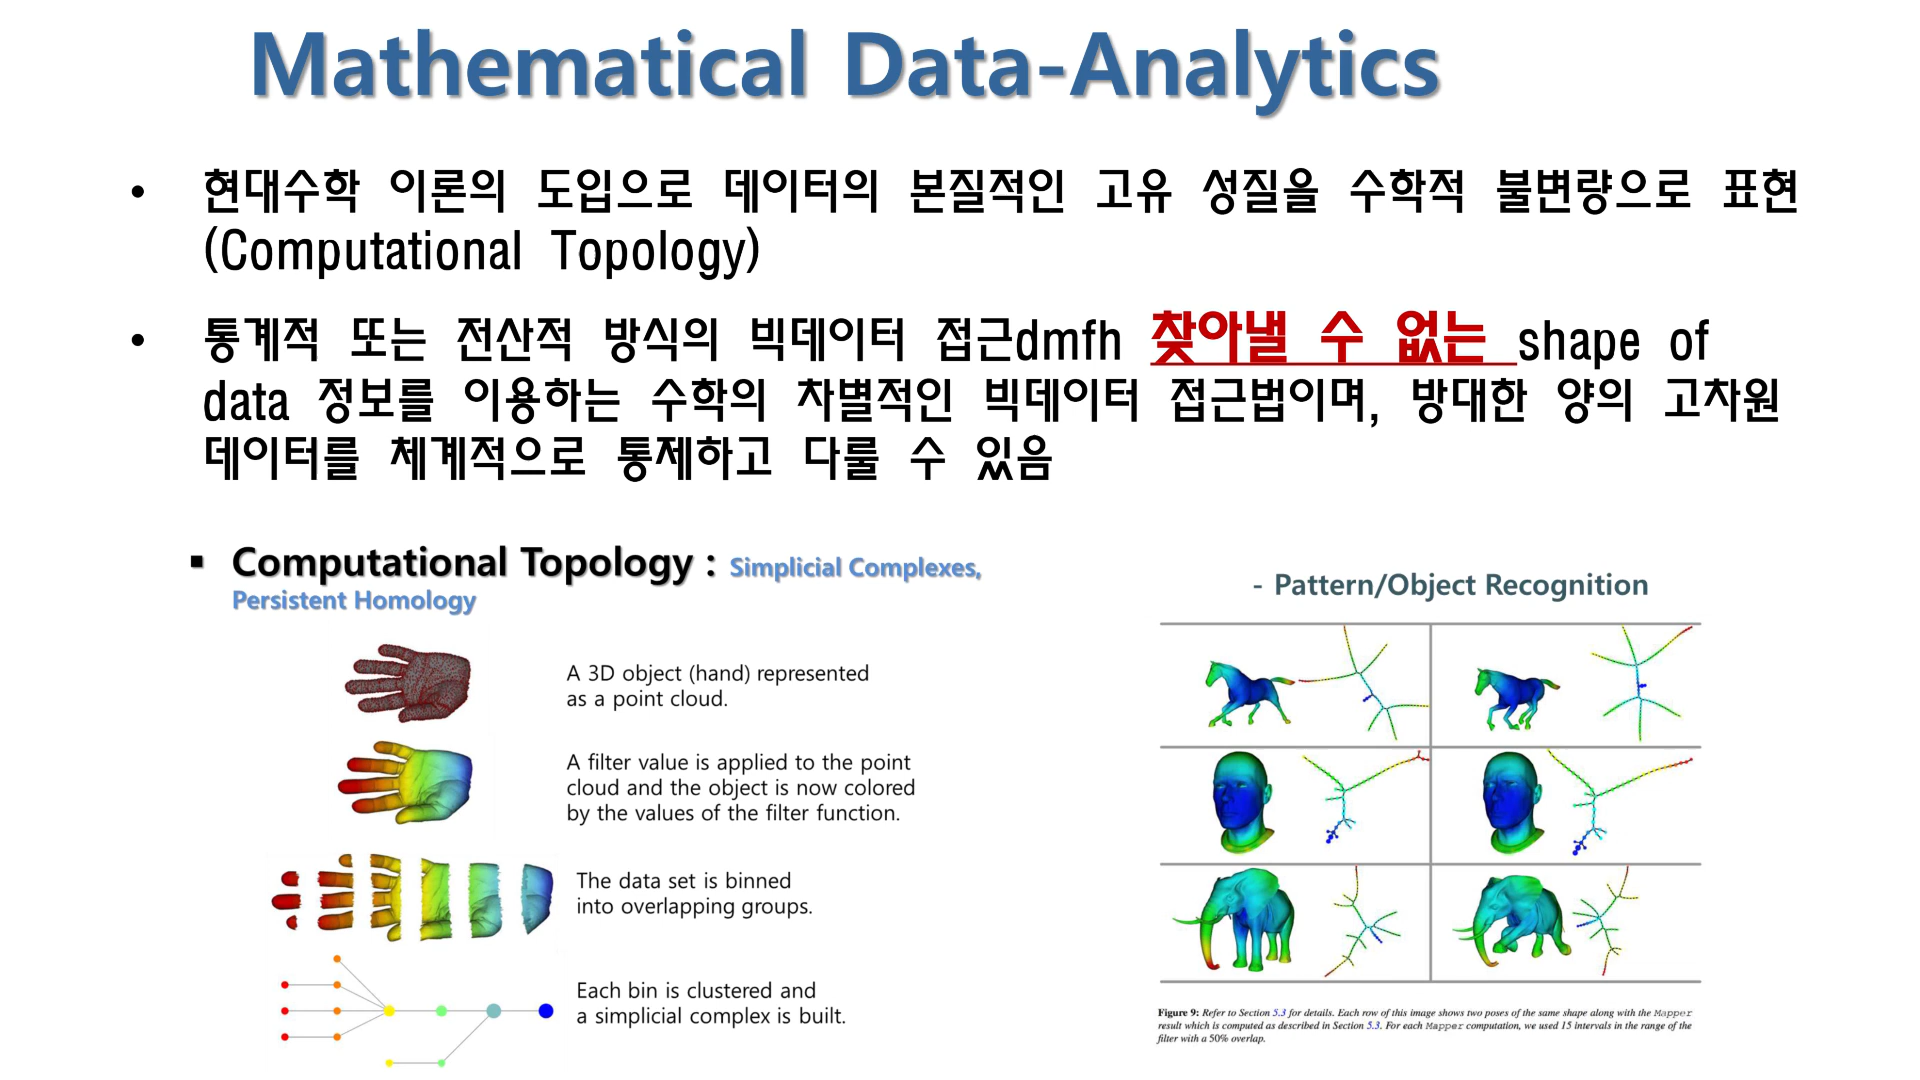 Mathematical Data-Analytics
• 현대수학 이론의 도입으로 데이터의 본질적인 고유 성질을 수학적 불변량으로 표현
(Computational Topology)
• 통계적 또는 전산적 방식의 빅데이터 접근dmfh 찾아낼 수 없는 shape of
data 정보를 이용하는 수학의 차별적인 빅데이터 접근법이며, 방대한 양의 고차원
데이터를 체계적으로 통제하고 다룰 수 있음
▪ Computational Topology : Simplicial Complexes,
Persistent Homology
A 3D object (hand) represented
as a point cloud.
A filter value is applied to the point
cloud and the object is now colored
by the values of the filter function.
The data set is binned
into overlapping groups.
Each bin is clustered and
a simplicial complex is built.
- Pattern/Object Recognition
Figure 9: Refer to Section 5.3 for details. Each row of this image shows two poses of the same shape along with the Mapper
result which is computed as described in Section 5.3. For each Mapper computation, we used 15 intervals in the range of the
filter with a 50% overlap.